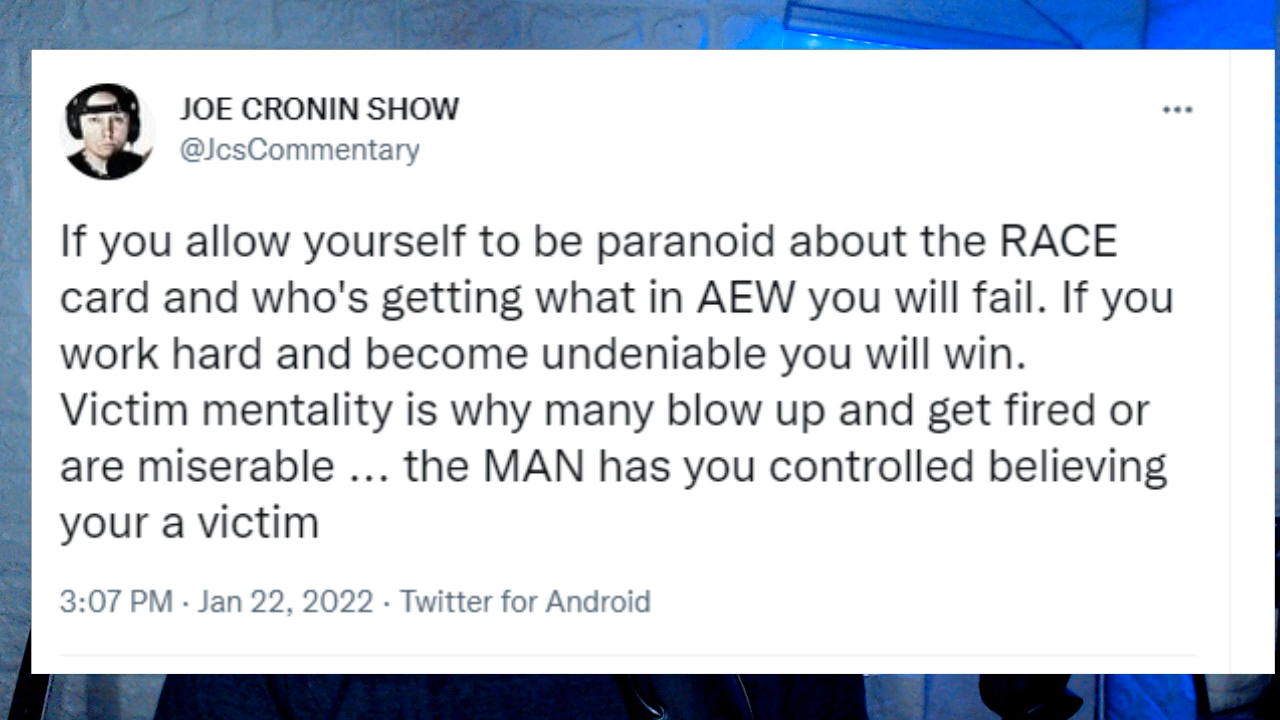 JOE CRONIN SHOW
@JcsCommentary
If you allow yourself to be paranoid about the RACE
card and who's getting what in AEW you will fail. If you
work hard and become undeniable you will win.
Victim mentality is why many blow up and get fired or
are miserable ... the MAN has you controlled believing
your a victim
3:07 PM · Jan 22, 2022 · Twitter for Android